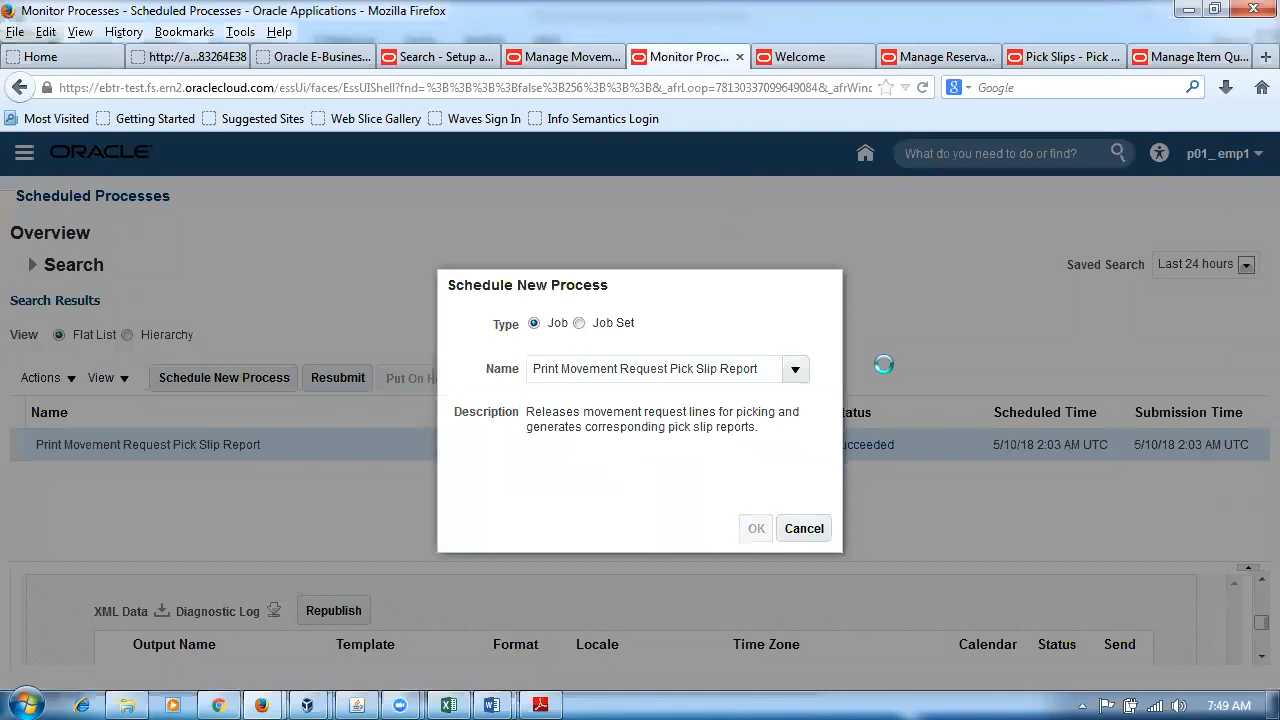 Monitor Processes - Scheduled Processes - Oracle Applications - Mozilla Firefox
File Edit View History Bookmarks Tools Help
Home
http://a...83264E38
Oracle E-Business...
Search - Setup a...
Manage Movem...
Monitor Proc...
Welcome
Manage Reserva...
Pick Slips - Pick ...
Manage Item Qu...
https://ebtr-test.fs.em2.oraclecloud.com/essUi/faces/EssUIShell?fnd=%3B%3B%3B%3Bfalse%3B256%3B%3B%3B&_afrLoop=78130337099649084&_afrWinc
Google
Most Visited Getting Started Suggested Sites Web Slice Gallery Waves Sign In Info Semantics Login
ORACLE
What do you need to do or find?
p01_ emp1
Scheduled Processes
Overview
Search
Saved Search Last 24 hours
Search Results
View Flat List Hierarchy
Actions View Schedule New Process Resubmit Put On H
Name
tatus Scheduled Time Submission Time
Print Movement Request Pick Slip Report
ucceeded 5/10/18 2:03 AM UTC 5/10/18 2:03 AM UTC
Schedule New Process
Type Job Job Set
Name Print Movement Request Pick Slip Report
Description Releases movement request lines for picking and
generates corresponding pick slip reports.
OK Cancel
XML Data Diagnostic Log Republish
Output Name Template Format Locale Time Zone Calendar Status Send
7:49 AM